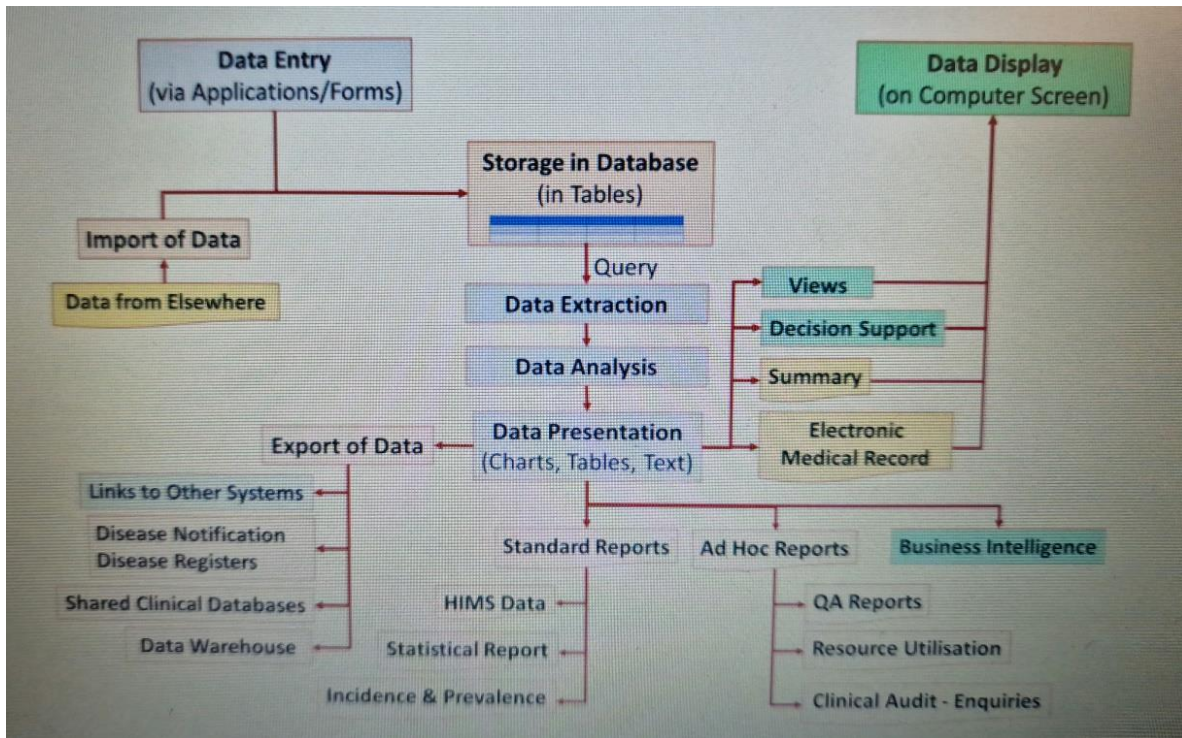 Data Entry
(via Applications/Forms)
Data Display
(on Computer Screen)
Storage in Database
(in Tables)
Import of Data
Data from Elsewhere
Query
Data Extraction
Data Analysis
Data Presentation
(Charts, Tables, Text)
Views
Decision Support
Summary
Electronic
Medical Record
Export of Data
Links to Other Systems
Disease Notification
Disease Registers
Shared Clinical Databases
Data Warehouse
Standard Reports
HIMS Data
Statistical Report
Incidence & Prevalence
Ad Hoc Reports
QA Reports
Resource Utilisation
Clinical Audit - Enquiries
Business Intelligence